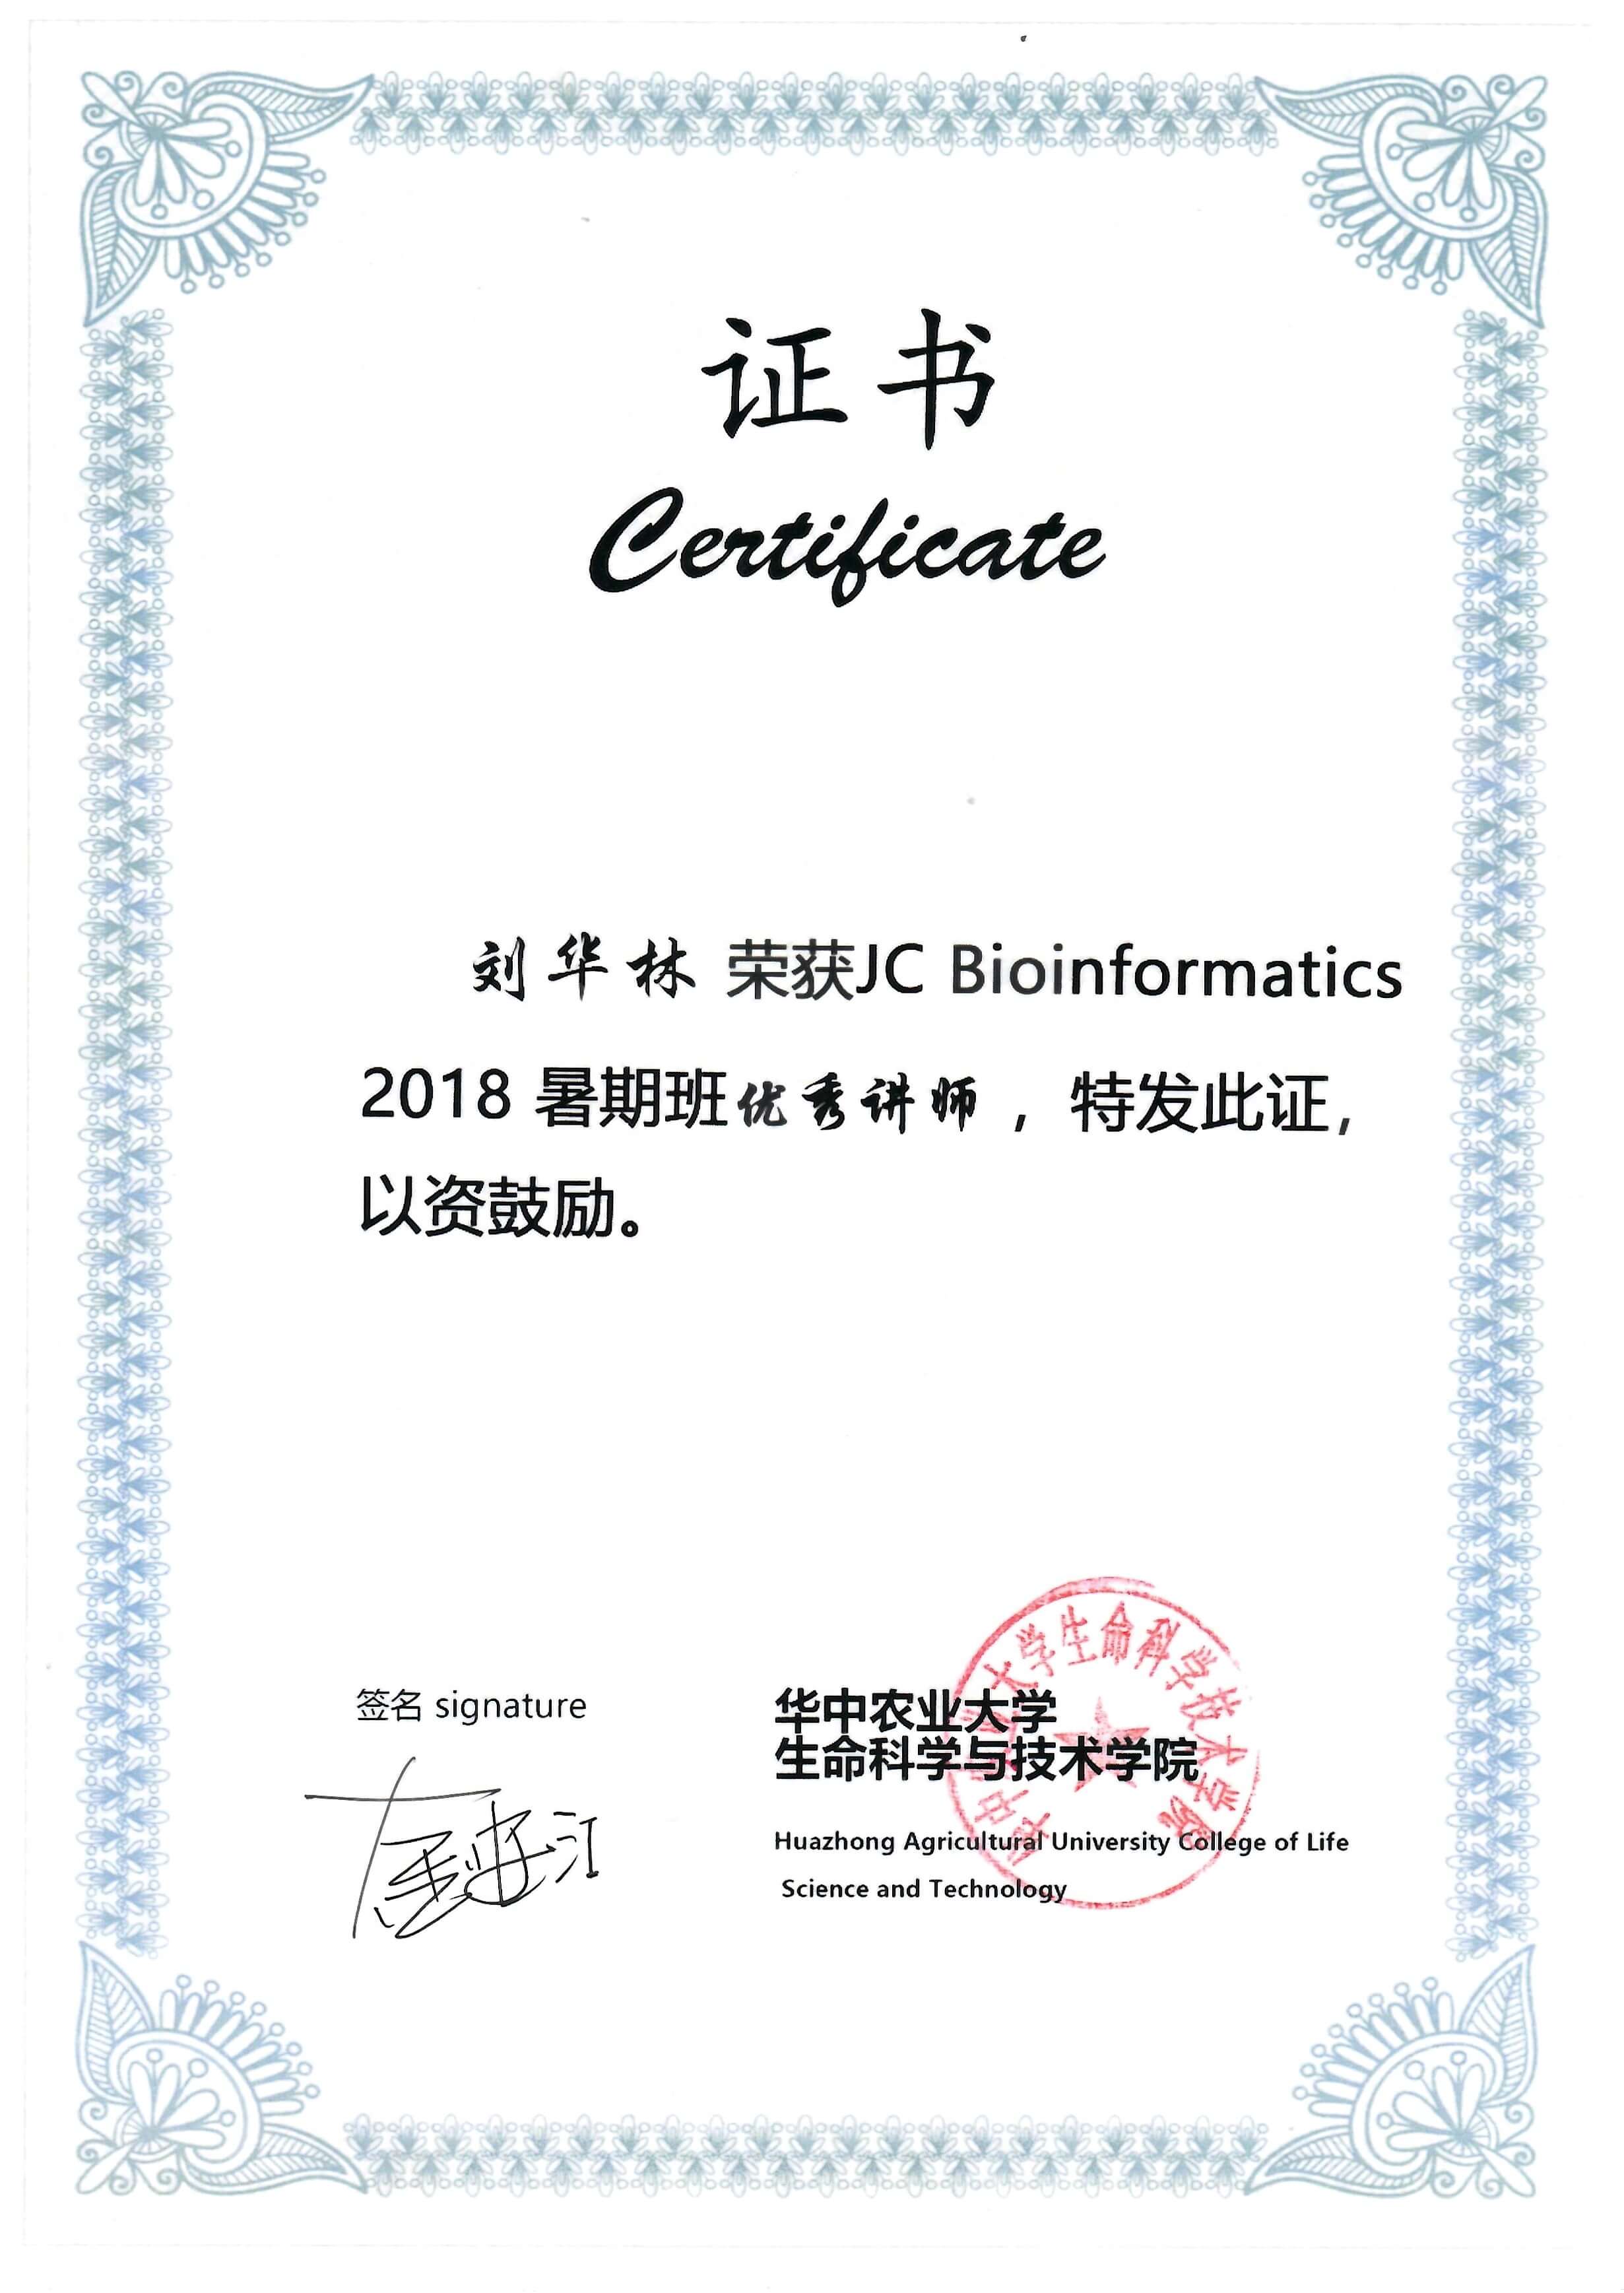 证书
Certificate
刘华林 荣获JC Bioinformatics
2018 暑期班优秀讲师，特发此证，
以资鼓励。
签名 signature
华中农业大学
生命科学与技术学院
Huazhong Agricultural University College of Life
Science and Technology
华中农业大学生命科学技术学院